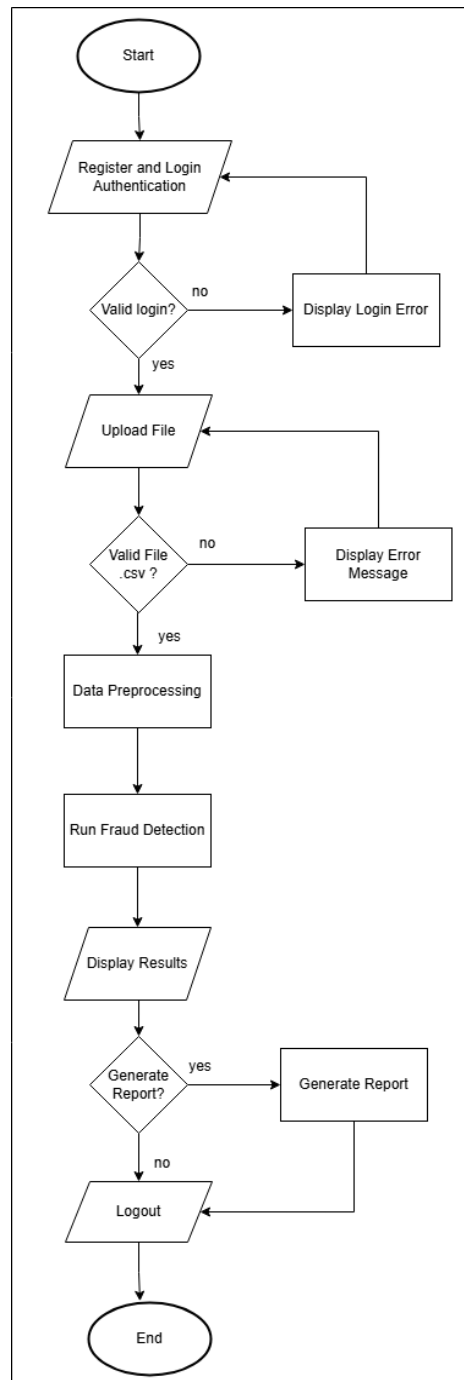 Start
Register and Login
Authentication
Valid login?
no
Display Login Error
yes
Upload File
Valid File
.csv ?
no
Display Error
Message
yes
Data Preprocessing
Run Fraud Detection
Display Results
Generate
Report?
yes
Generate Report
no
Logout
End